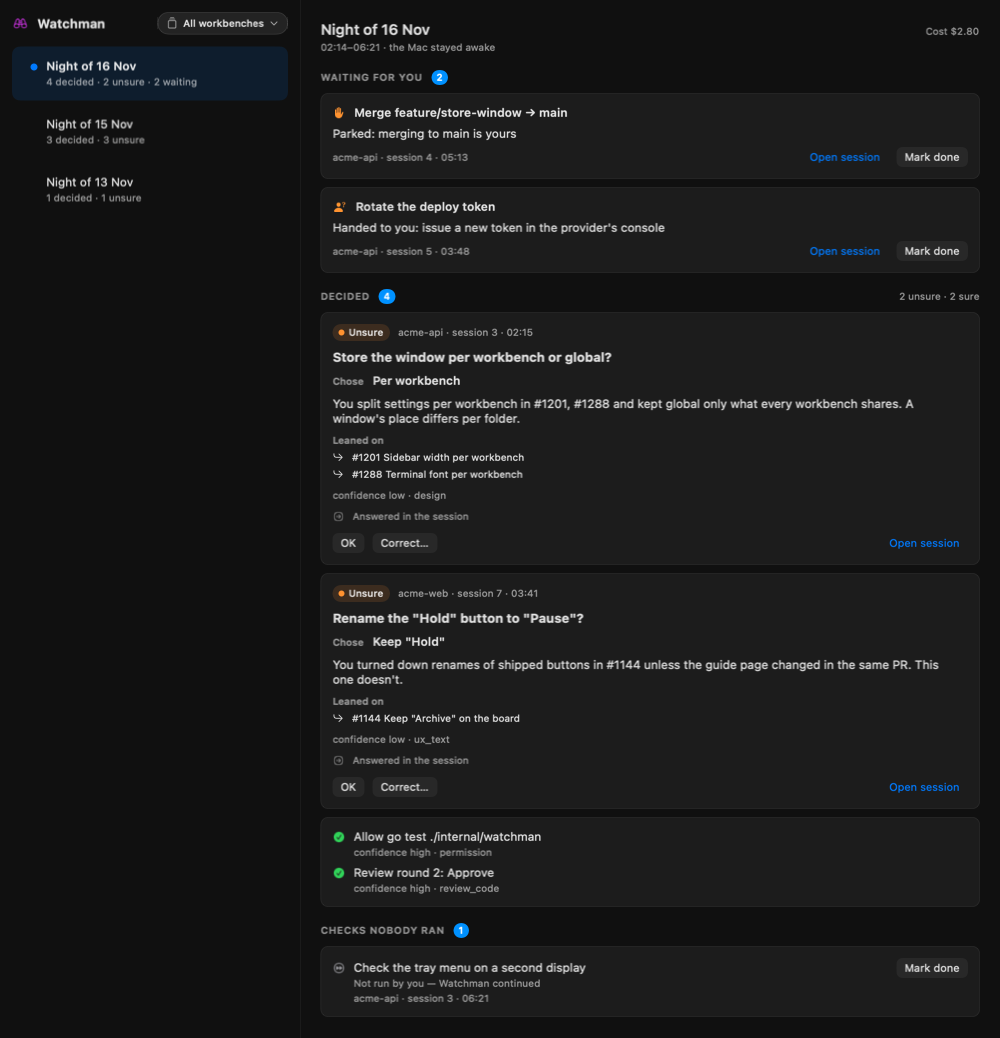 Watchman
All workbenches
Night of 16 Nov
4 decided · 2 unsure · 2 waiting
Night of 15 Nov
3 decided · 3 unsure
Night of 13 Nov
1 decided · 1 unsure
Night of 16 Nov
Cost $2.80
02:14–06:21 · the Mac stayed awake
WAITING FOR YOU 2
Merge feature/store-window → main
Parked: merging to main is yours
acme-api · session 4 · 05:13
Open session
Mark done
Rotate the deploy token
Handed to you: issue a new token in the provider's console
acme-api · session 5 · 03:48
Open session
Mark done
DECIDED 4
2 unsure · 2 sure
Unsure acme-api · session 3 · 02:15
Store the window per workbench or global?
Chose Per workbench
You split settings per workbench in #1201, #1288 and kept global only what every workbench shares. A
window's place differs per folder.
Leaned on
#1201 Sidebar width per workbench
#1288 Terminal font per workbench
confidence low · design
Answered in the session
OK
Correct...
Open session
Unsure acme-web · session 7 · 03:41
Rename the "Hold" button to "Pause"?
Chose Keep "Hold"
You turned down renames of shipped buttons in #1144 unless the guide page changed in the same PR. This
one doesn't.
Leaned on
#1144 Keep "Archive" on the board
confidence low · ux_text
Answered in the session
OK
Correct...
Open session
Allow go test ./internal/watchman
confidence high · permission
Review round 2: Approve
confidence high · review_code
CHECKS NOBODY RAN 1
Check the tray menu on a second display
Mark done
Not run by you — Watchman continued
acme-api · session 3 · 06:21